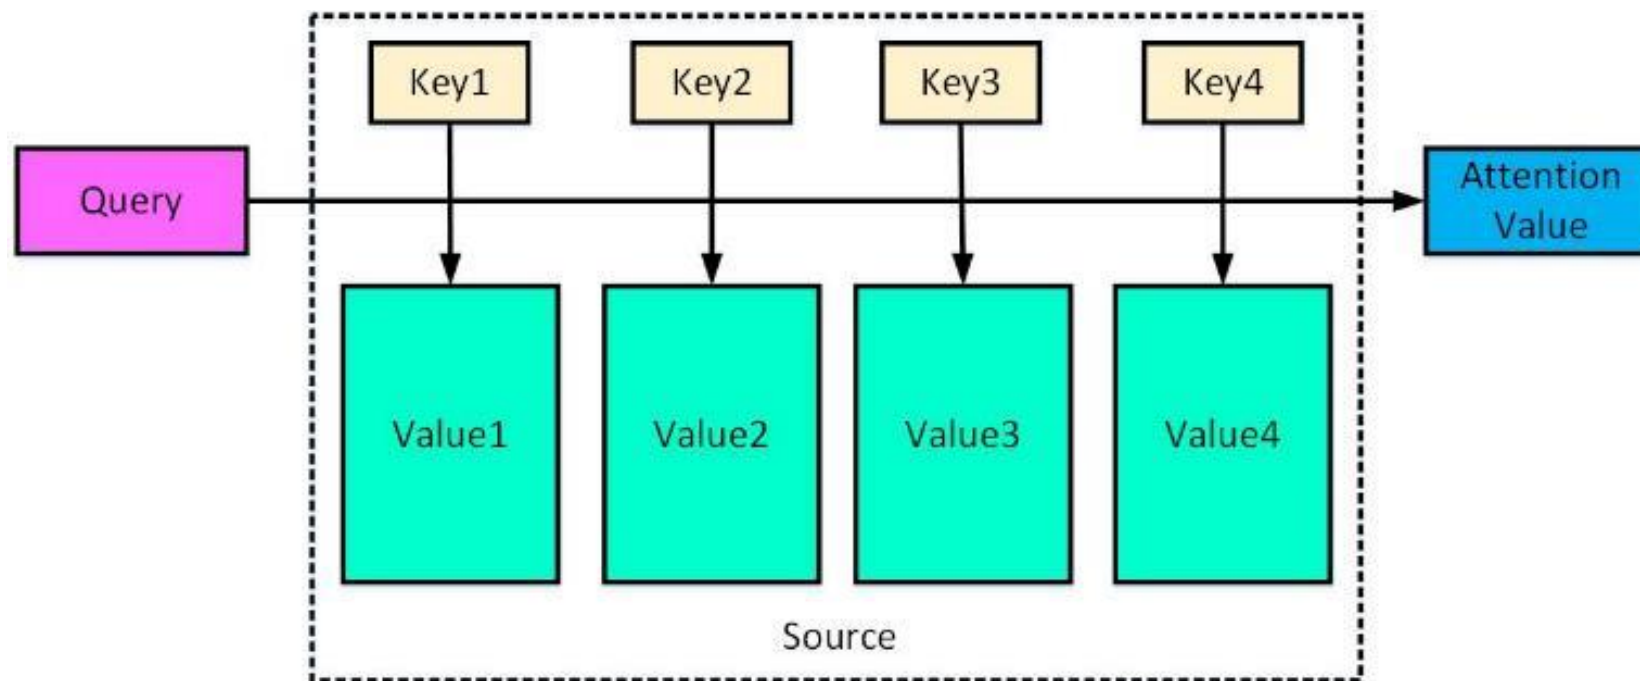 Key1
Key2
Key3
Key4
Query
Attention
Value
Value1
Value2
Value3
Value4
Source